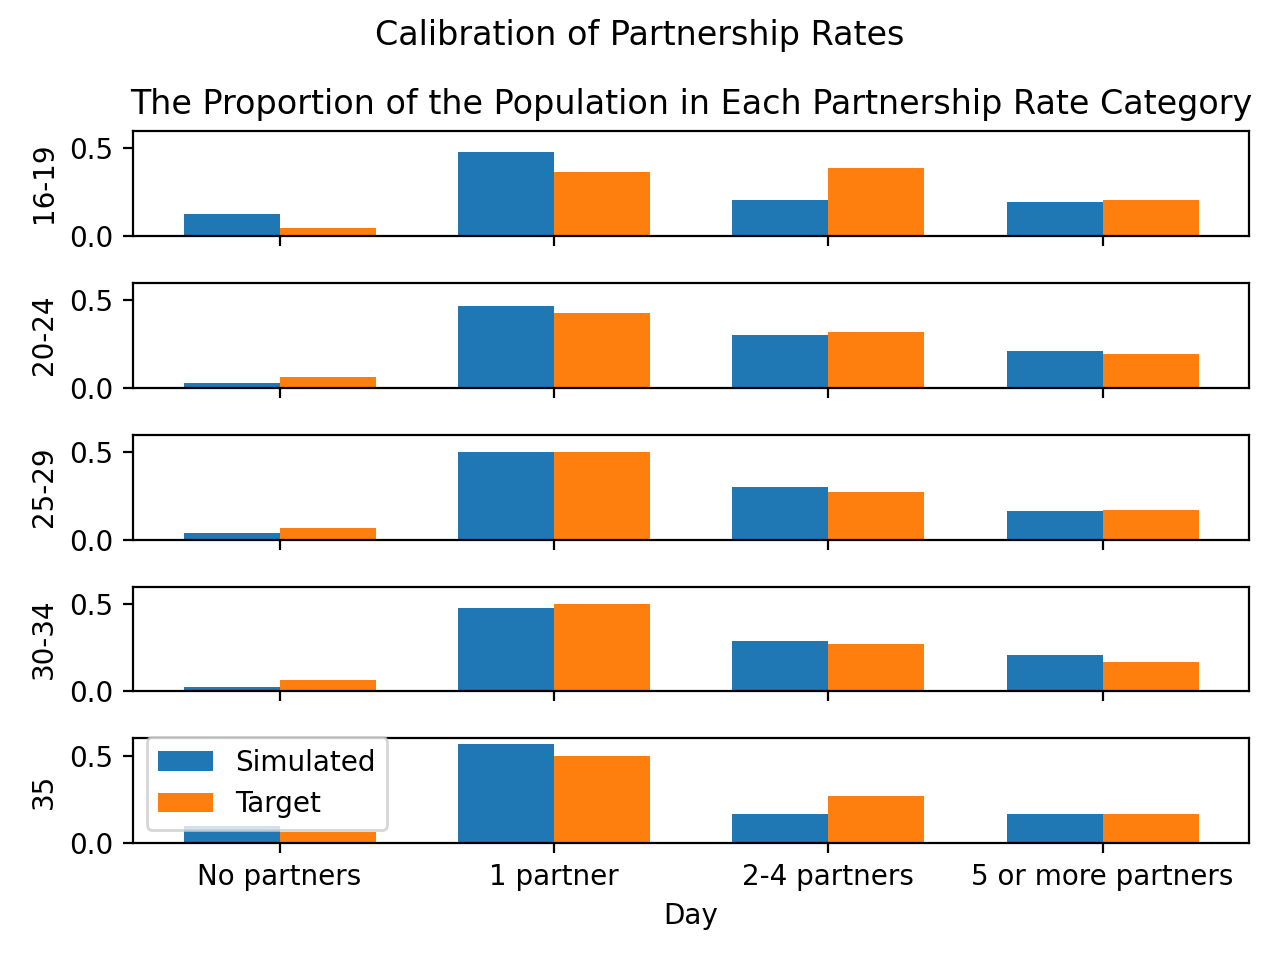 Calibration of Partnership Rates
The Proportion of the Population in Each Partnership Rate Category
0.5
16-19
0.0
0.5
20-24
0.0
0.5
25-29
0.0
0.5
30-34
0.0
0.5
35
0.0
Simulated
Target
No partners
1 partner
2-4 partners
5 or more partners
Day